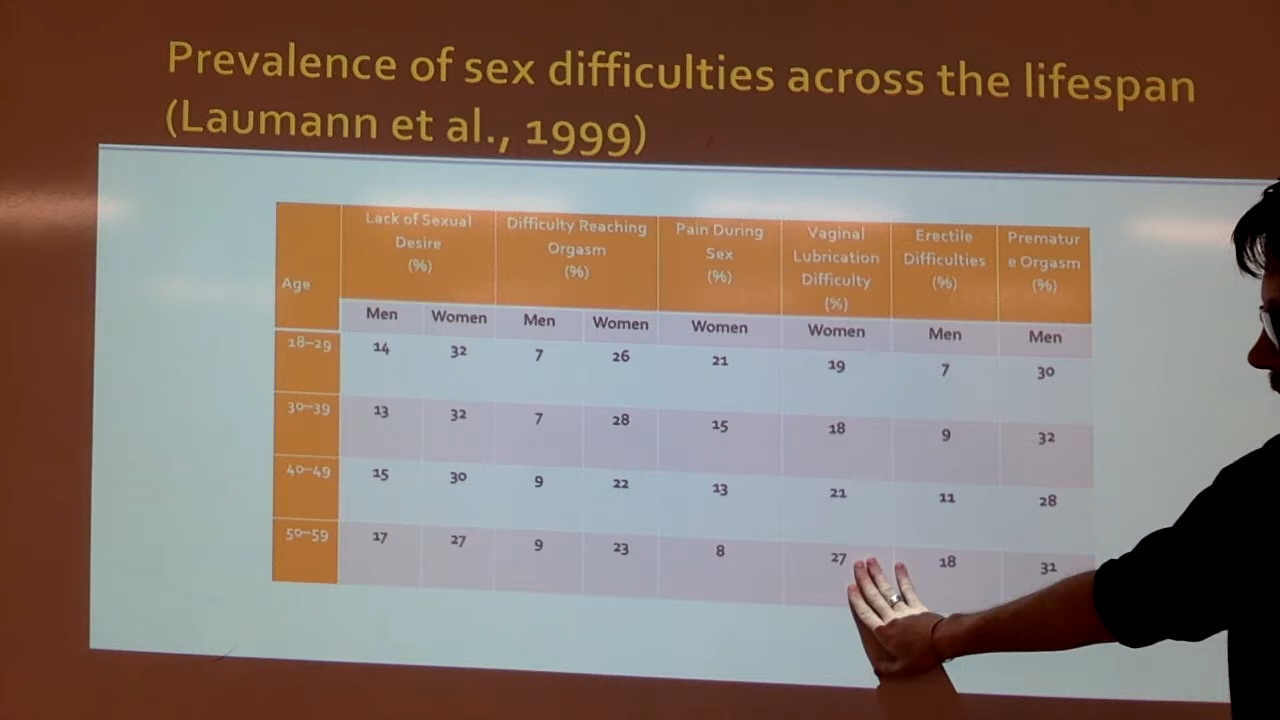 Prevalence of sex difficulties across the lifespan
(Laumann et al., 1999)
Age
Lack of Sexual
Desire
(%)
Difficulty Reaching
Orgasm
(%)
Pain During
Sex
(%)
Vaginal
Lubrication
Difficulty
(%)
Erectile
Difficulties
(%)
Prematur
e Orgasm
(%)
Men Women Men Women Women Women Men Men
18–29 14 32 7 26 21 19 7 30
30–39 13 32 7 28 15 18 9 32
40–49 15 30 9 22 13 21 11 28
50–59 17 27 9 23 8 27 18 31